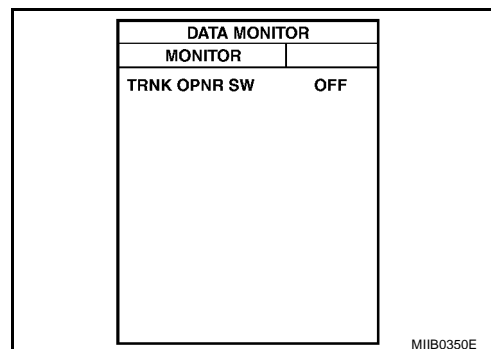 DATA MONITOR
MONITOR
TRNK OPNR SW OFF
MIIB0350E